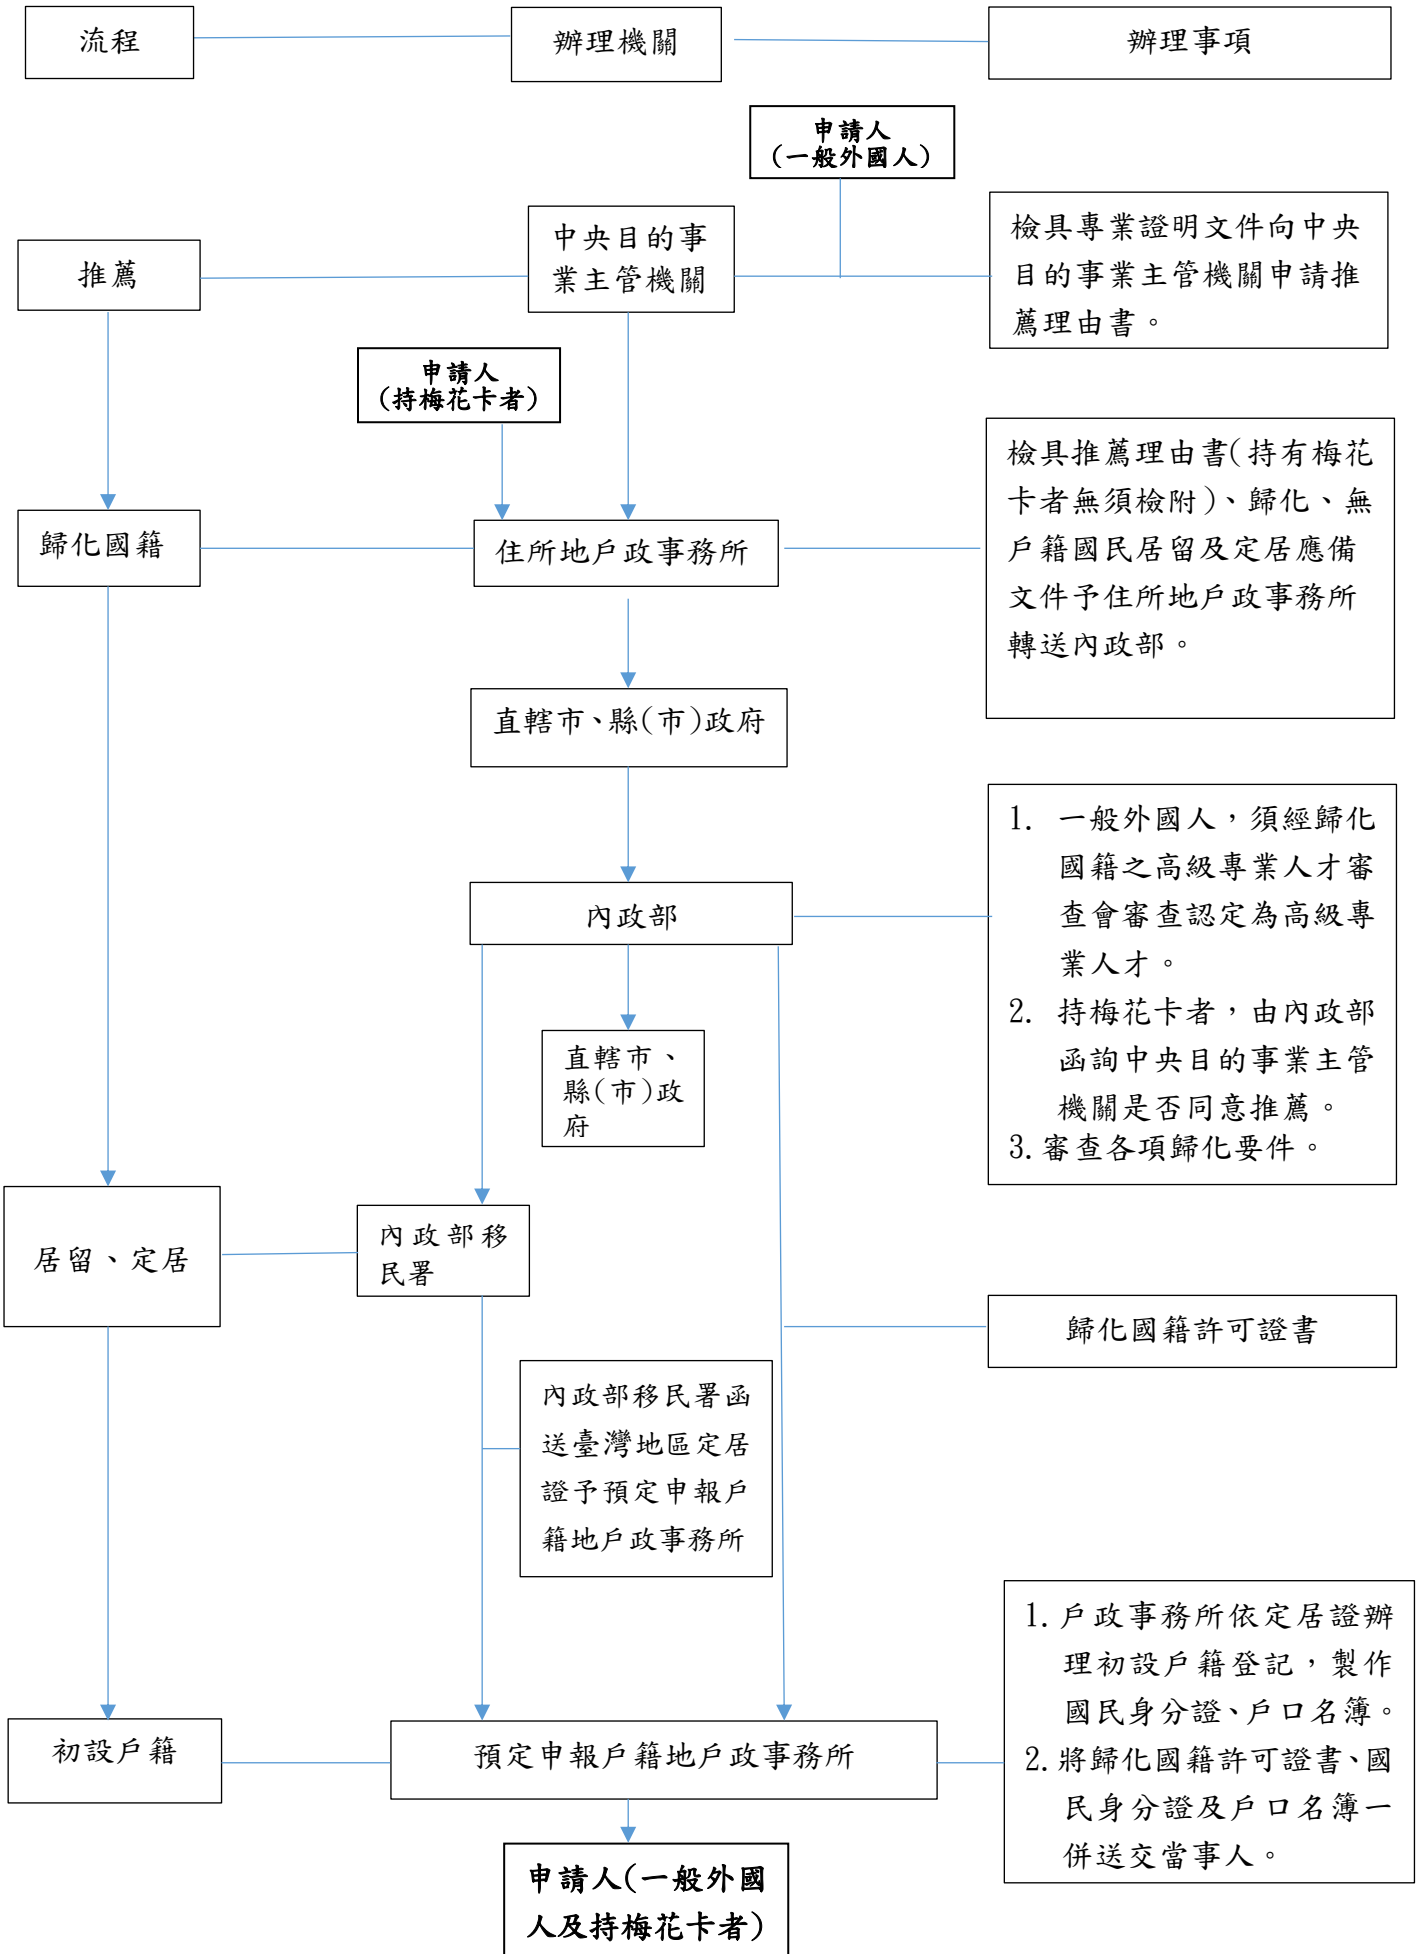 流程
辦理機關
辦理事項
申請人
(一般外國人)
推薦
中央目的事
業主管機關
檢具專業證明文件向中央
目的事業主管機關申請推
薦理由書。
申請人
(持梅花卡者)
歸化國籍
住所地戶政事務所
檢具推薦理由書(持有梅花
卡者無須檢附)、歸化、無
戶籍國民居留及定居應備
文件予住所地戶政事務所
轉送內政部。
直轄市、縣(市)政府
內政部
1. 一般外國人，須經歸化
國籍之高級專業人才審
查會審查認定為高級專
業人才。
2. 持梅花卡者，由內政部
函詢中央目的事業主管
機關是否同意推薦。
3.審查各項歸化要件。
直轄市、
縣(市)政
府
居留、定居
內政部移
民署
歸化國籍許可證書
內政部移民署函
送臺灣地區定居
證予預定申報戶
籍地戶政事務所
初設戶籍
預定申報戶籍地戶政事務所
1.戶政事務所依定居證辦
理初設戶籍登記，製作
國民身分證、戶口名簿。
2.將歸化國籍許可證書、國
民身分證及戶口名簿一
併送交當事人。
申請人(一般外國
人及持梅花卡者)